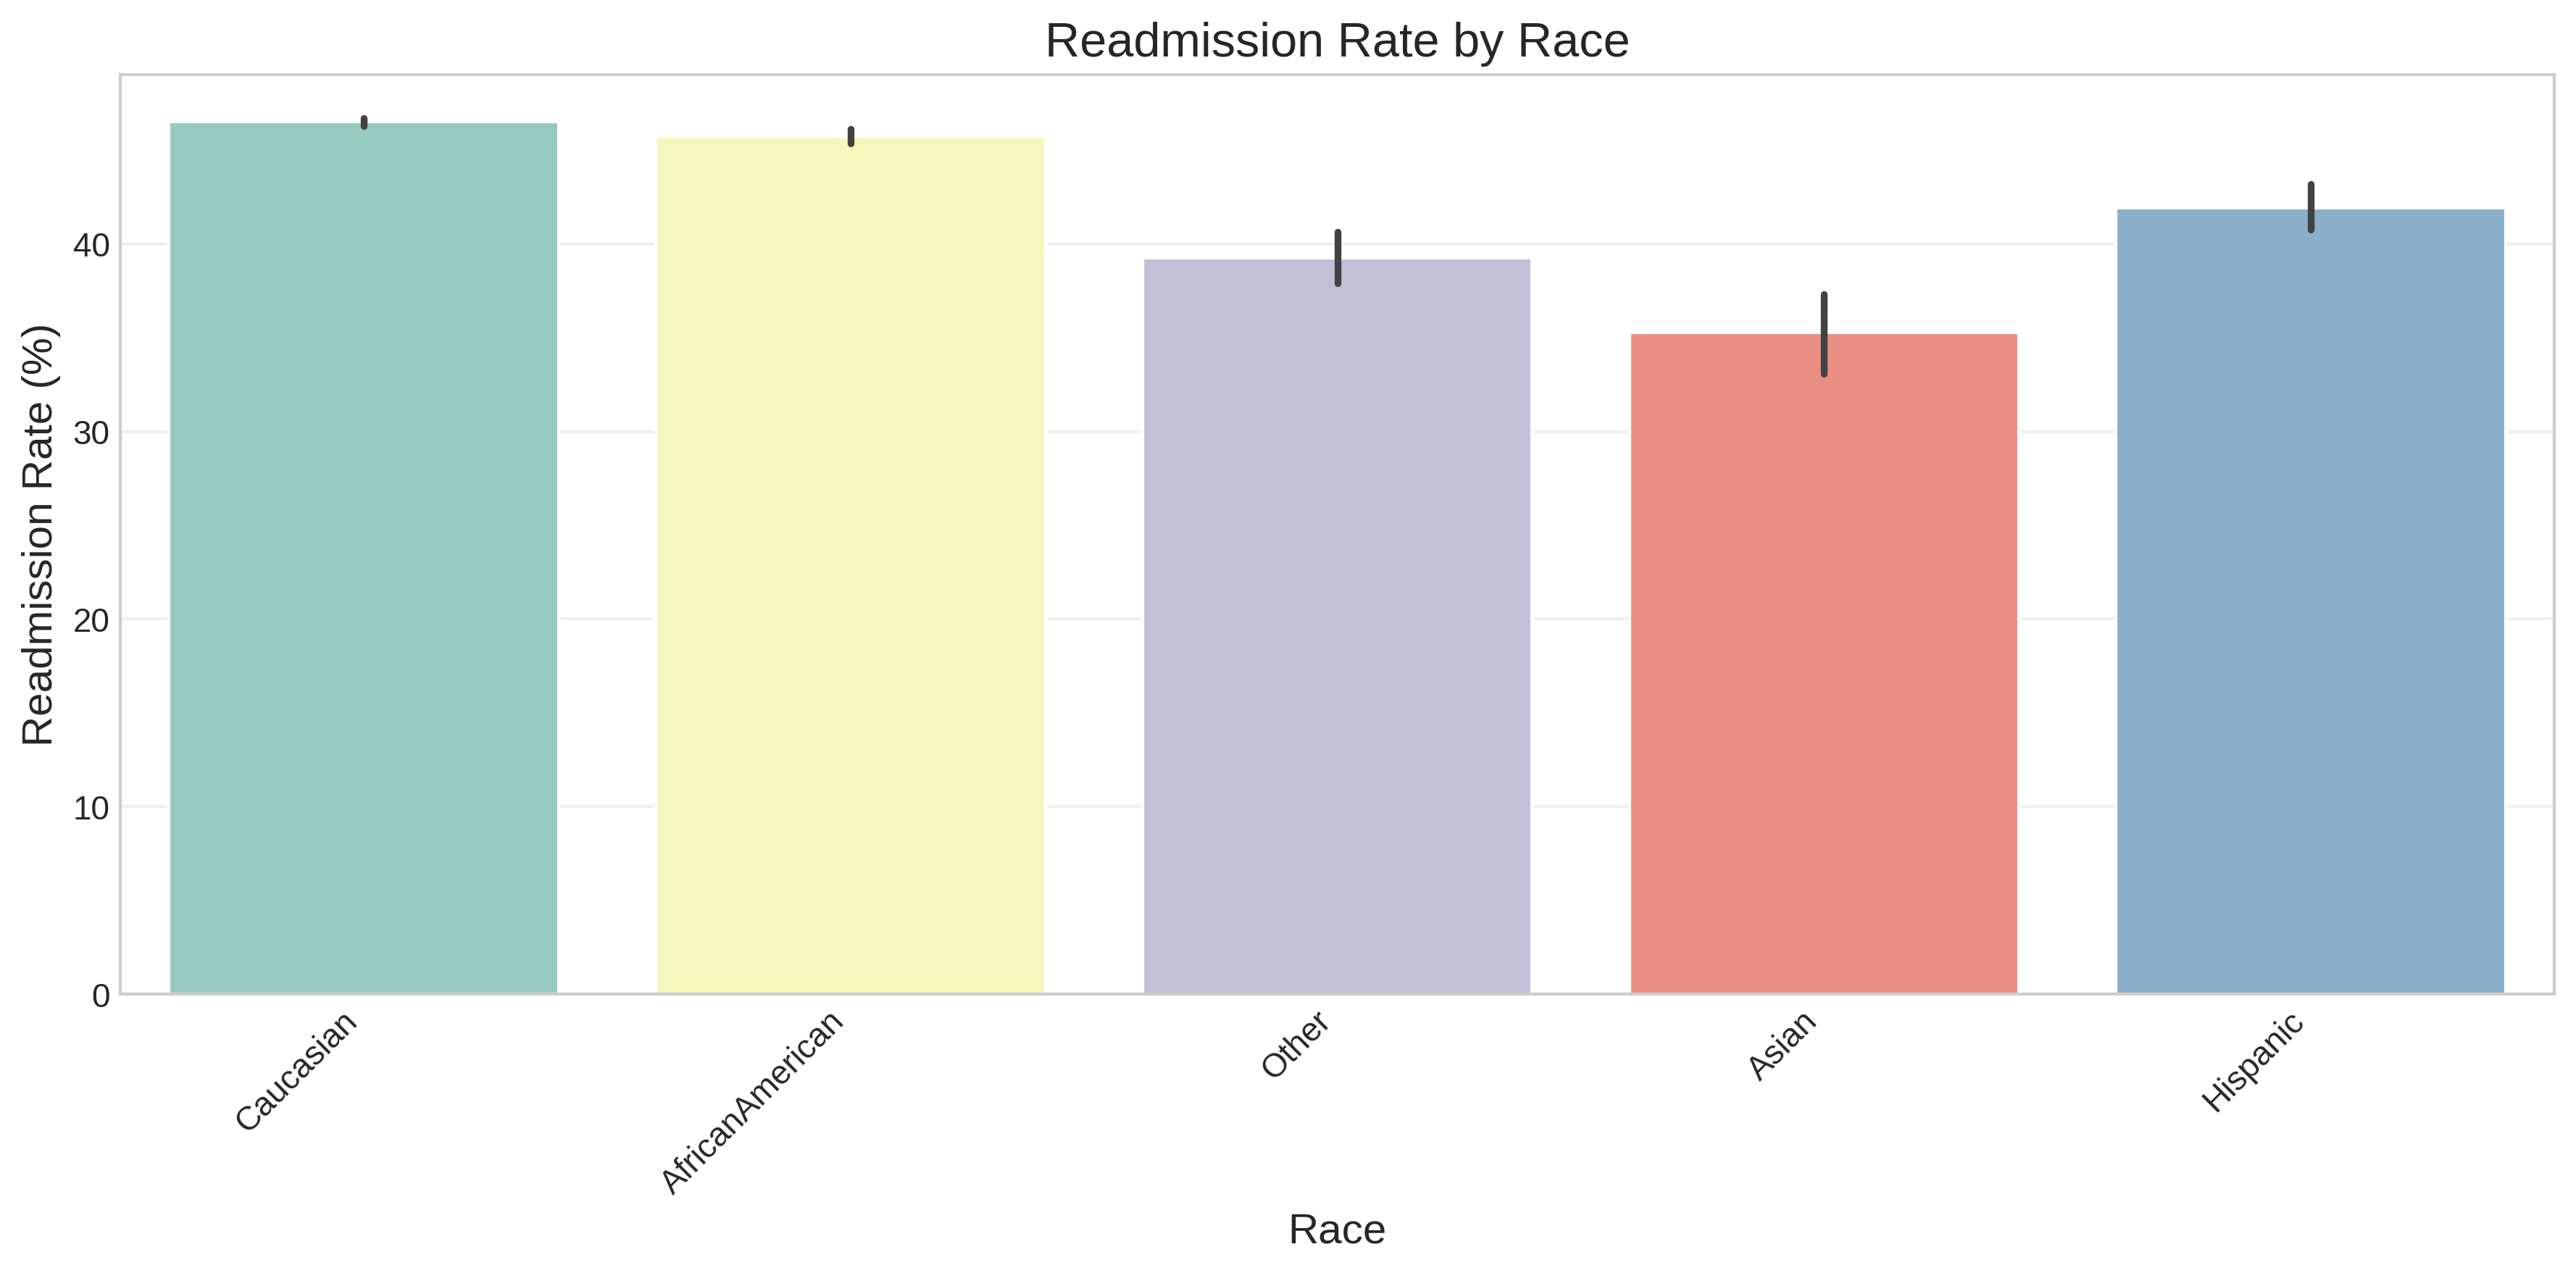 Readmission Rate by Race
Readmission Rate (%)
40
30
20
10
0
Caucasian
AfricanAmerican
Other
Asian
Hispanic
Race